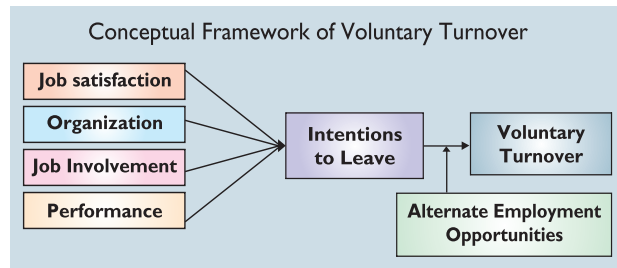 Conceptual Framework of Voluntary Turnover
Job satisfaction
Organization
Job Involvement
Performance
Intentions
to Leave
Voluntary
Turnover
Alternate Employment
Opportunities